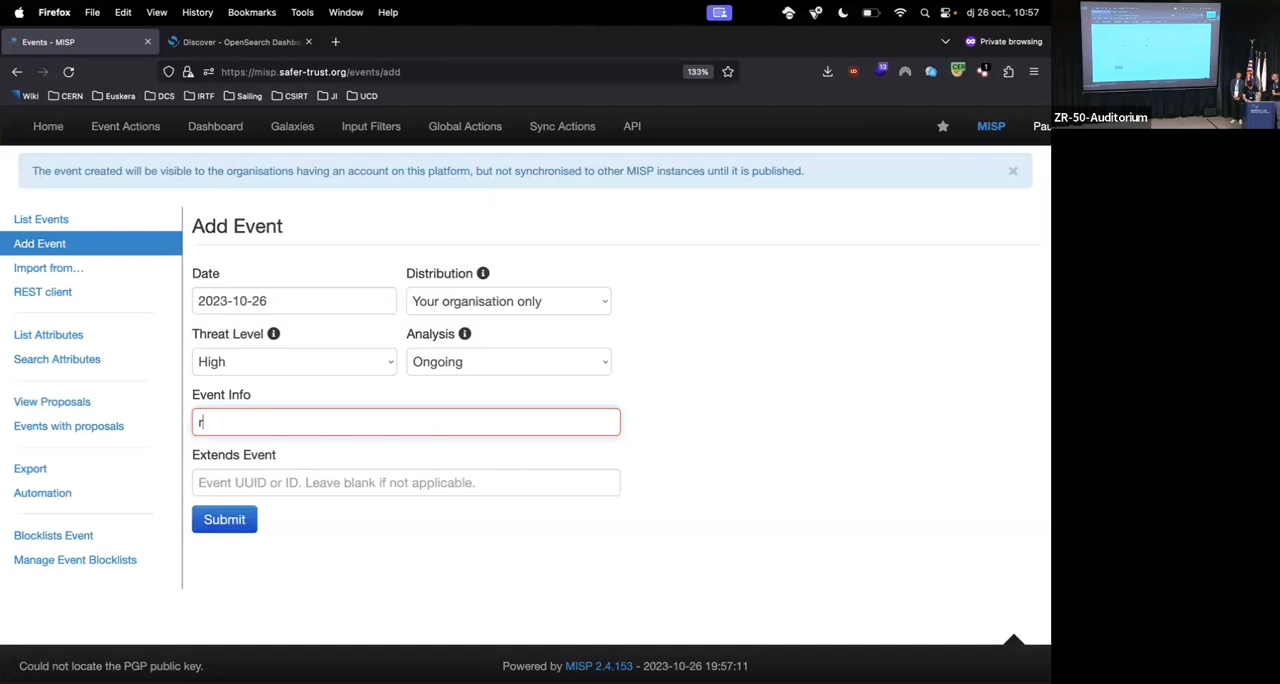 Firefox File Edit View History Bookmarks Tools Window Help dj 26 oct., 10:57
Events - MISP Discover - OpenSearch Dashbo Private browsing
https://misp.safer-trust.org/events/add 133% 13 CER 1
Wiki CERN Euskera DCS IRTF Sailing CSIRT JI UCD
Home Event Actions Dashboard Galaxies Input Filters Global Actions Sync Actions API MISP Pau
ZR-50-Auditorium
The event created will be visible to the organisations having an account on this platform, but not synchronised to other MISP instances until it is published.
List Events
Add Event
Import from...
REST client
List Attributes
Search Attributes
View Proposals
Events with proposals
Export
Automation
Blocklists Event
Manage Event Blocklists
Add Event
Date Distribution
2023-10-26 Your organisation only
Threat Level Analysis
High Ongoing
Event Info
r
Extends Event
Event UUID or ID. Leave blank if not applicable.
Submit
Could not locate the PGP public key. Powered by MISP 2.4.153 - 2023-10-26 19:57:11